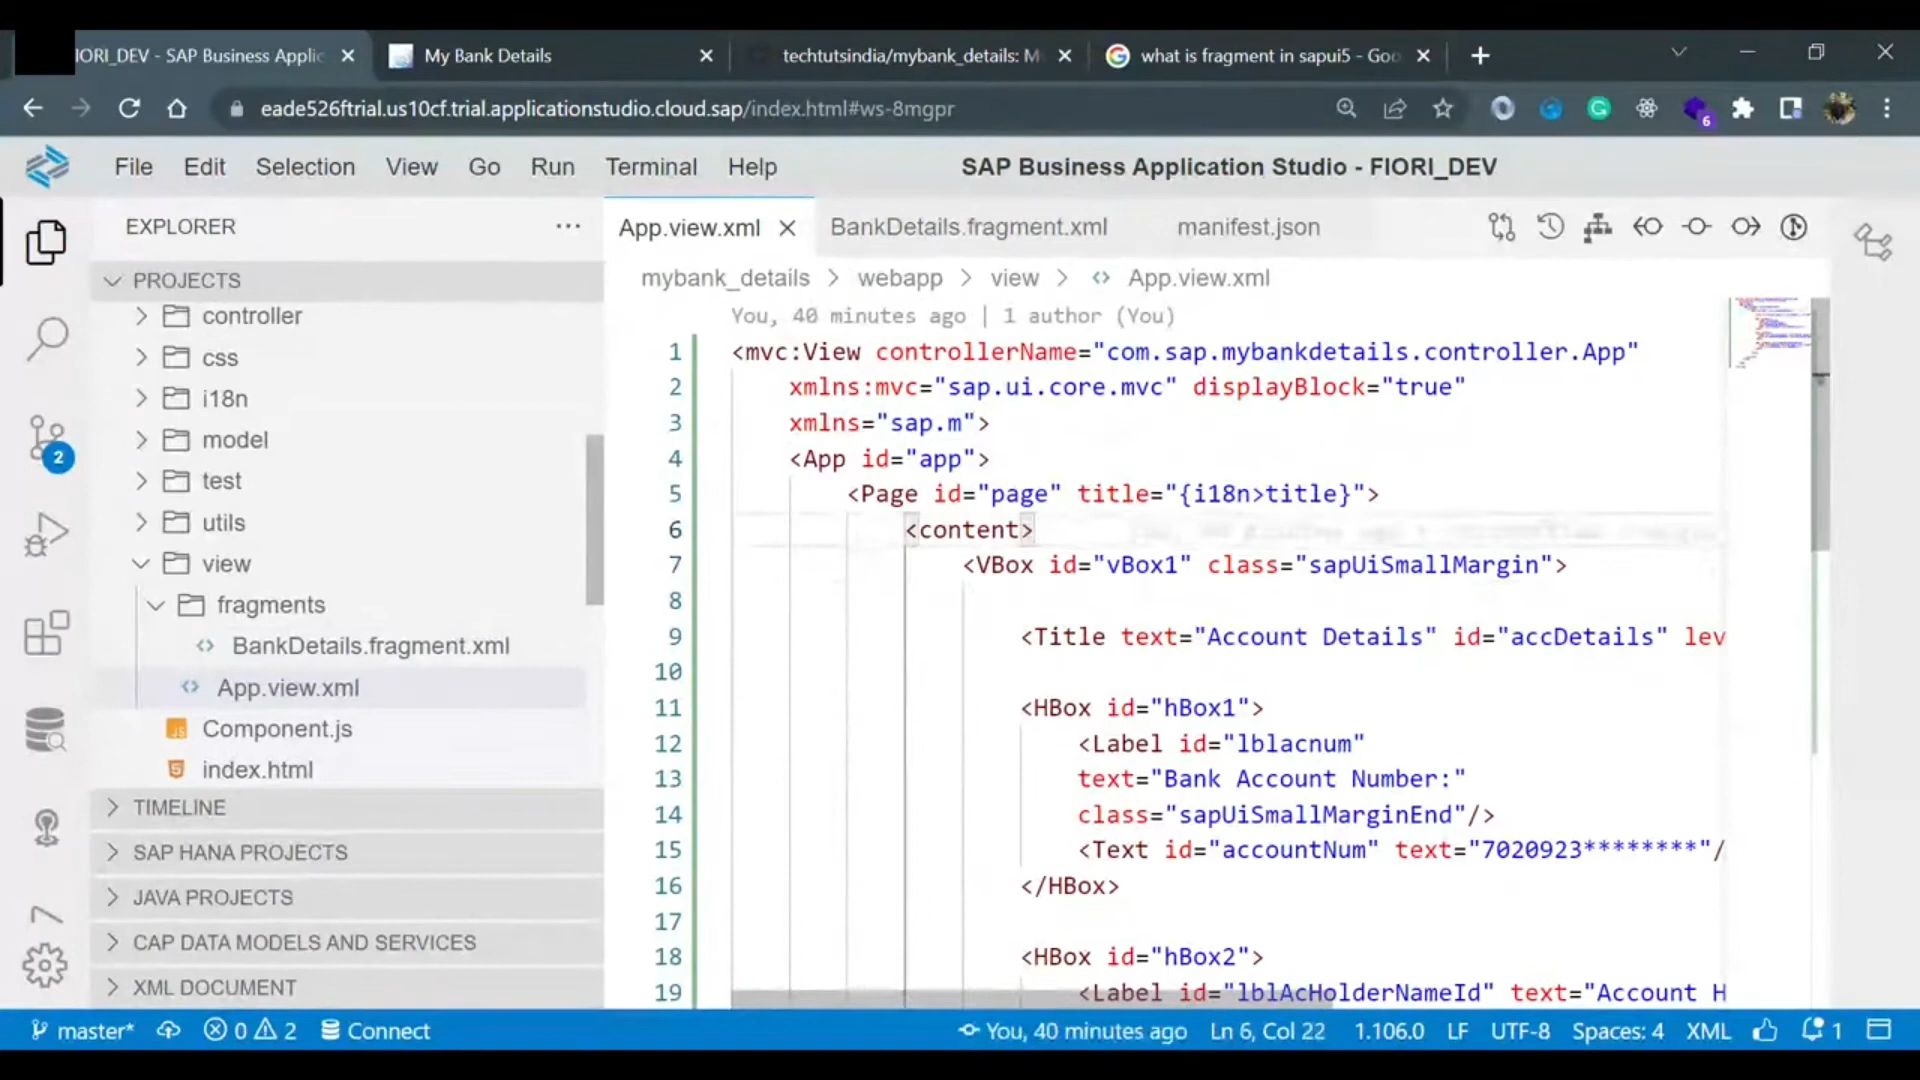 IORI_DEV - SAP Business Applic
My Bank Details
techtutsindia/mybank_details: M
what is fragment in sapui5 - Goo
eade526ftrial.us10cf.trial.applicationstudio.cloud.sap/index.html#ws-8mgpr
6
File Edit Selection View Go Run Terminal Help
SAP Business Application Studio - FIORI_DEV
EXPLORER
PROJECTS
controller
css
i18n
model
test
utils
view
fragments
BankDetails.fragment.xml
App.view.xml
Component.js
index.html
TIMELINE
SAP HANA PROJECTS
JAVA PROJECTS
CAP DATA MODELS AND SERVICES
XML DOCUMENT
2
App.view.xml
BankDetails.fragment.xml
manifest.json
mybank_details > webapp > view > App.view.xml
You, 40 minutes ago | 1 author (You)
1 <mvc:View controllerName="com.sap.mybankdetails.controller.App"
2 xmlns:mvc="sap.ui.core.mvc" displayBlock="true"
3 xmlns="sap.m">
4 <App id="app">
5 <Page id="page" title="{i18n>title}">
6 <content>
7 <VBox id="vBox1" class="sapUiSmallMargin">
8
9 <Title text="Account Details" id="accDetails" lev
10
11 <HBox id="hBox1">
12 <Label id="lblacnum"
13 text="Bank Account Number:"
14 class="sapUiSmallMarginEnd"/>
15 <Text id="accountNum" text="7020923********"/
16 </HBox>
17
18 <HBox id="hBox2">
19 <Label id="lblAcHolderNameId" text="Account H
master* 0 2 Connect
You, 40 minutes ago Ln 6, Col 22 1.106.0 LF UTF-8 Spaces: 4 XML 1